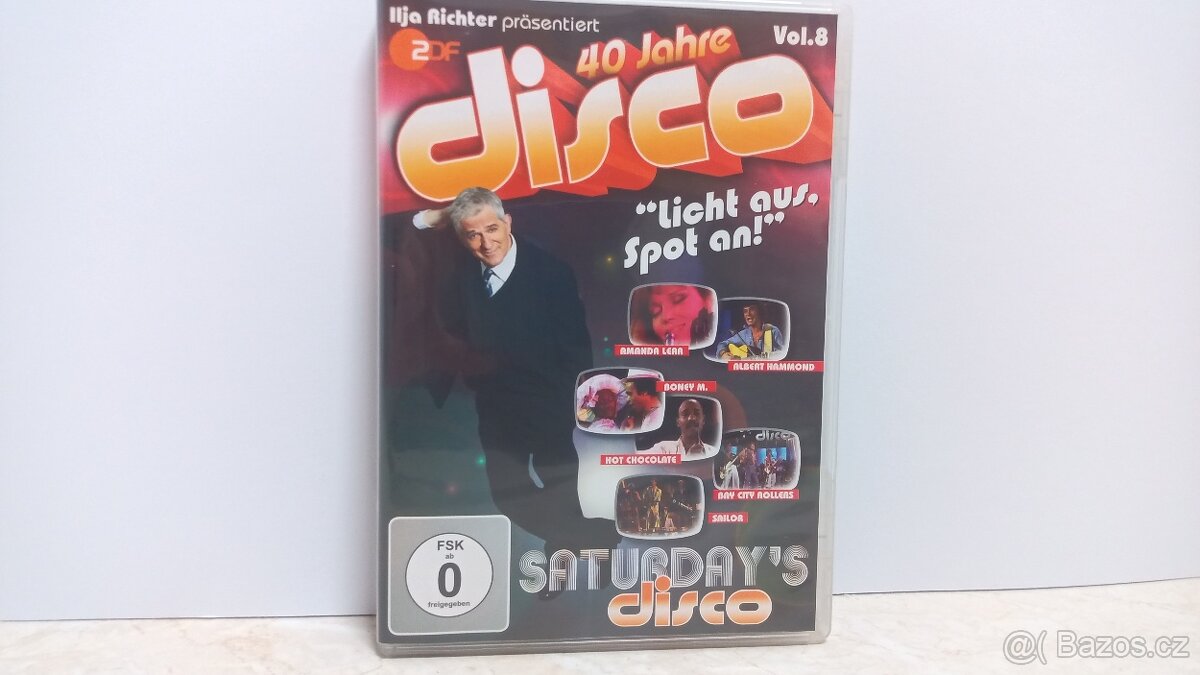 Ilja Richter präsentiert
ZDF
40 Jahre
Vol.8
disco
“Licht aus,
Spot an!”
AMANDA LEAR
ALBERT HAMMOND
BONEY M.
HOT CHOCOLATE
disco
BAY CITY ROLLERS
SAILOR
FSK
ab
0
freigegeben
SATURDAY'S
disco
@( Bazos.cz